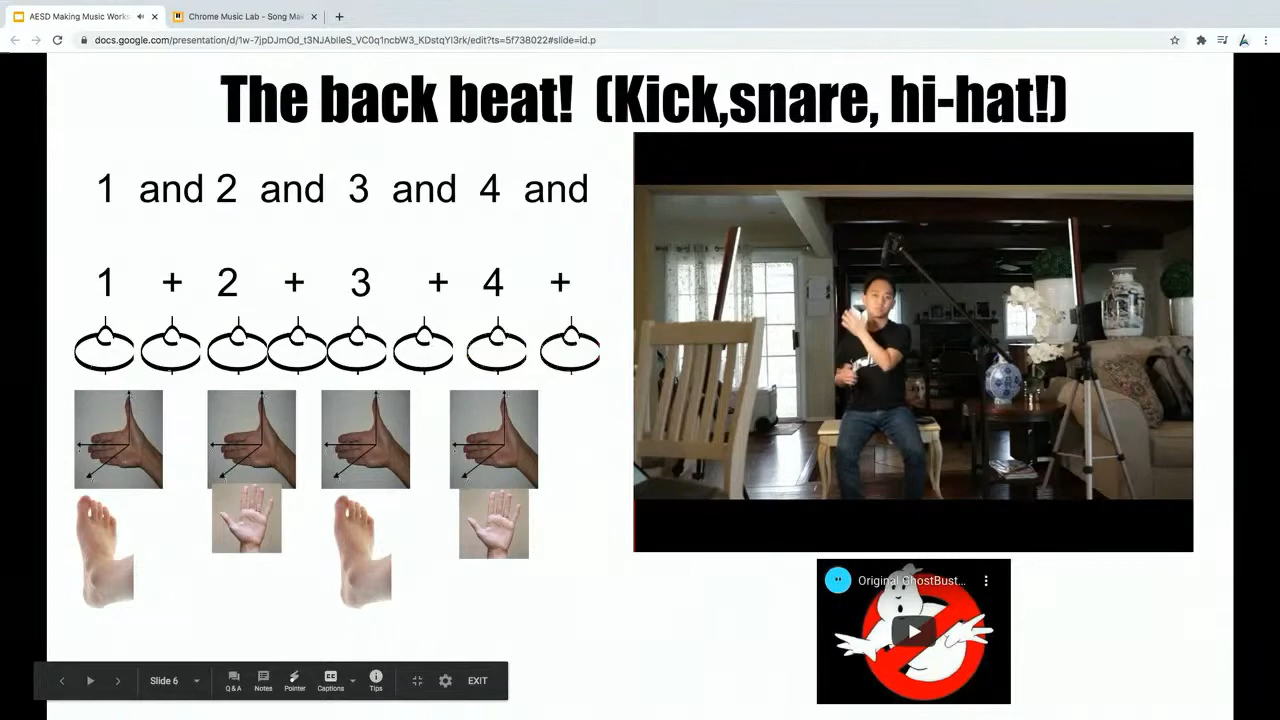 AESD Making Music Works
Chrome Music Lab - Song Ma
docs.google.com/presentation/d/1w-7jpDJmOd_t3NJAblieS_VC0q1ncbW3_KDstqYl3rk/edit?ts=5f738022#slide=id.p
The back beat! (Kick,snare, hi-hat!)
1 and 2 and 3 and 4 and
1 + 2 + 3 + 4 +
Original GhostBust...
Slide 6
Q & A
Notes
Pointer
Captions
Tips
EXIT